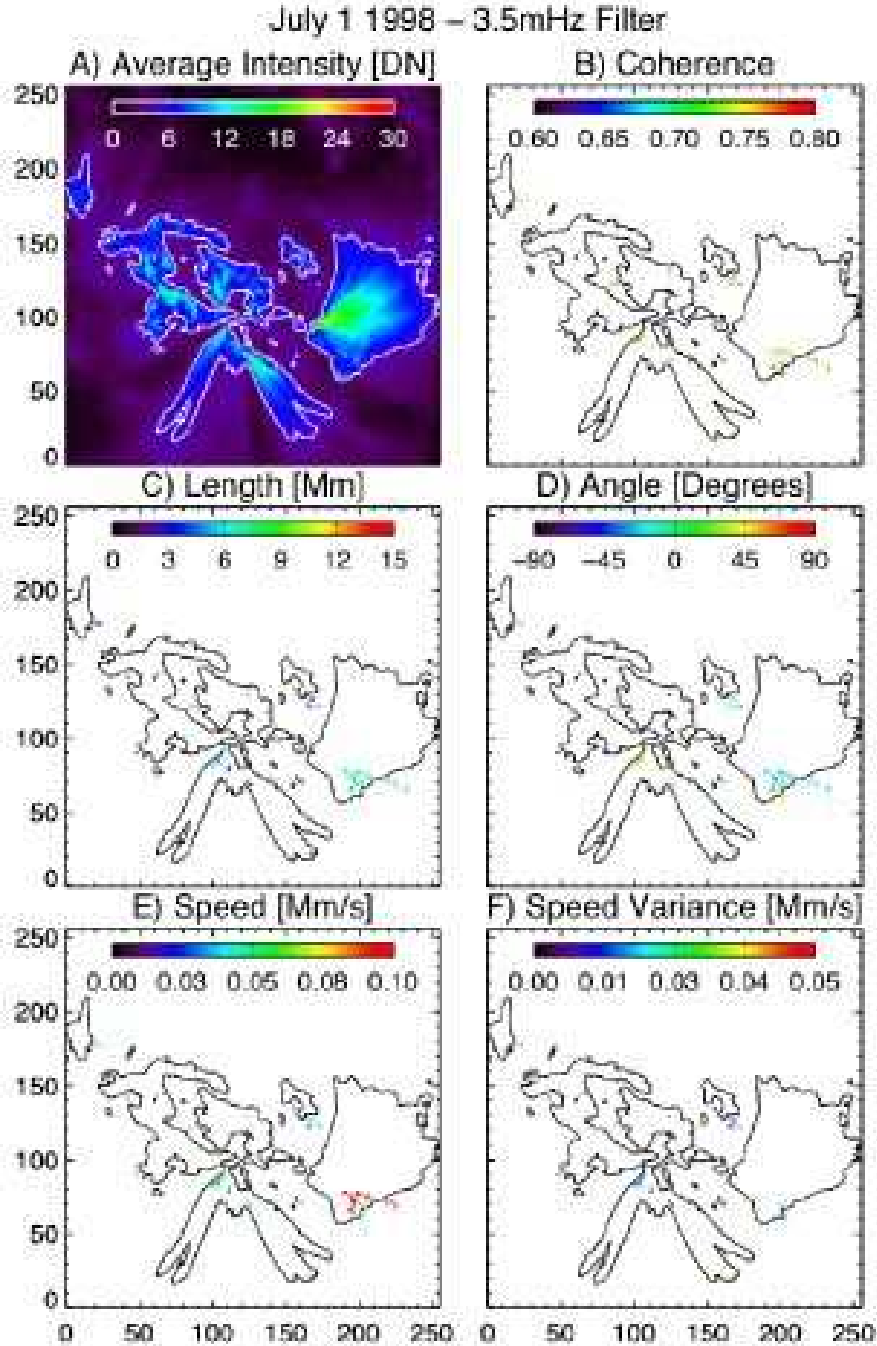 July 1 1998 – 3.5mHz Filter
A) Average Intensity [DN]
B) Coherence
250
200
150
100
50
0
0 6 12 18 24 30
0.60 0.65 0.70 0.75 0.80
C) Length [Mm]
D) Angle [Degrees]
250
200
150
100
50
0
0 3 6 9 12 15
−90 −45 0 45 90
E) Speed [Mm/s]
F) Speed Variance [Mm/s]
250
200
150
100
50
0
0.00 0.03 0.05 0.08 0.10
0.00 0.01 0.03 0.04 0.05
0 50 100 150 200 250
0 50 100 150 200 250